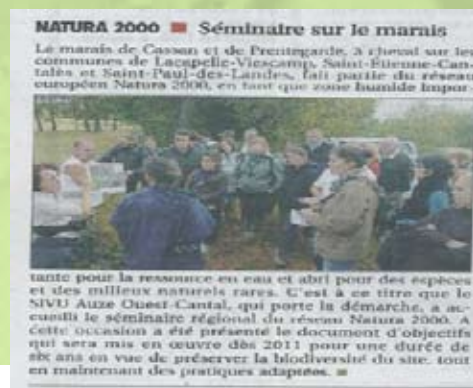 NATURA 2000 ■ Séminaire sur le marais
Le marais de Cassan et de Prentegarde, à cheval sur les
communes de Lacapelle-Viescamp, Saint-Étienne-Can-
talès et Saint-Paul-des-Landes, fait partie du réseau
européen Natura 2000, en tant que zone humide impor-
tante pour la ressource en eau et abri pour des espèces
et des milieux naturels rares. C'est à ce titre que le
SIVU Auze Ouest-Cantal, qui porte la démarche, a ac-
cueilli le séminaire régional du réseau Natura 2000. A
cette occasion a été présenté le document d'objectifs
qui sera mis en œuvre dès 2011 pour une durée de
six ans en vue de préserver la biodiversité du site, tout
en maintenant des pratiques adaptées. ■